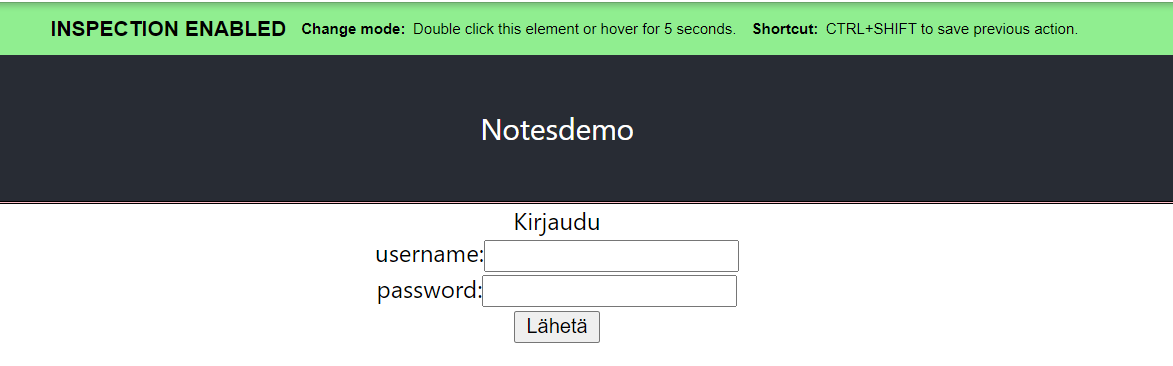 INSPECTION ENABLED Change mode: Double click this element or hover for 5 seconds. Shortcut: CTRL+SHIFT to save previous action.
Notesdemo
Kirjaudu
username:
password:
Lähetä